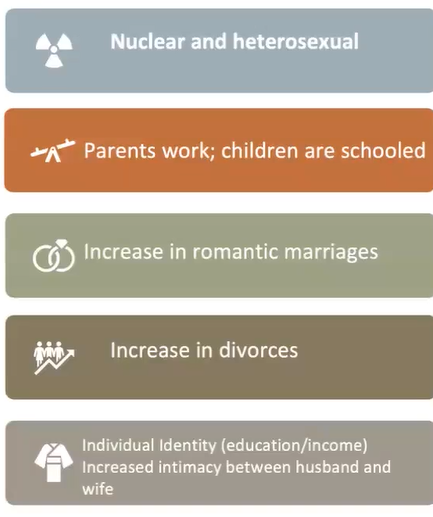 Nuclear and heterosexual
Parents work; children are schooled
Increase in romantic marriages
Increase in divorces
Individual Identity (education/income)
Increased intimacy between husband and
wife